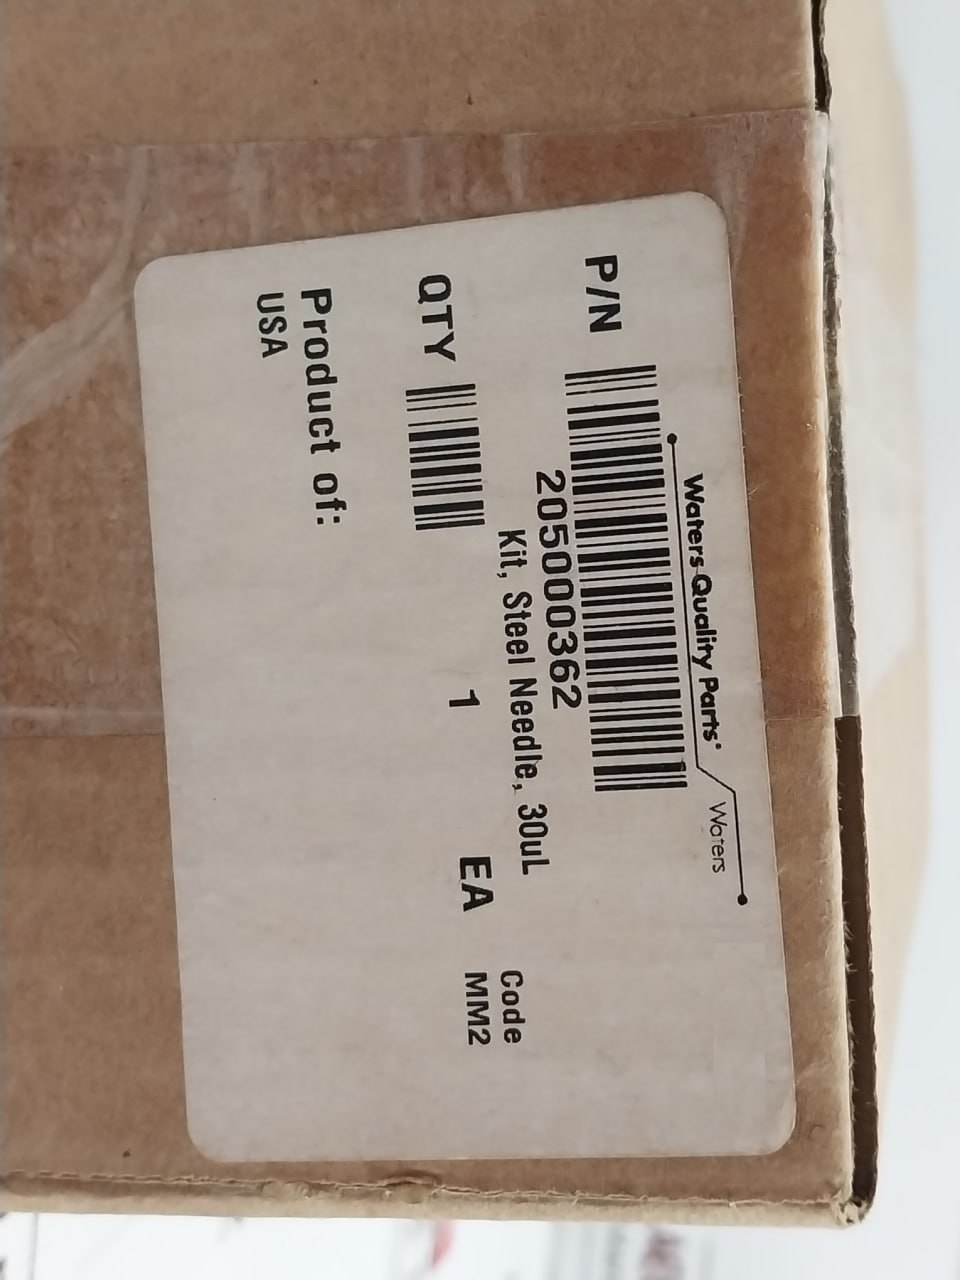 Waters Quality Parts®
Waters
P/N
205000362
Kit, Steel Needle, 30uL
QTY 1 EA
Code
MM2
Product of:
USA